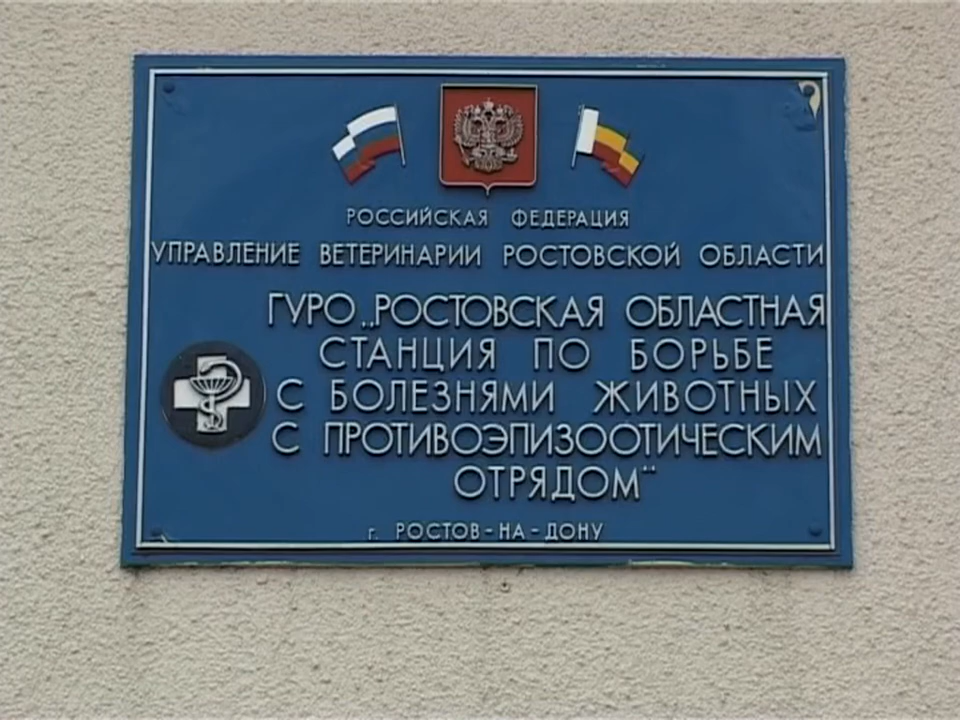 РОССИЙСКАЯ ФЕДЕРАЦИЯ
УПРАВЛЕНИЕ ВЕТЕРИНАРИИ РОСТОВСКОЙ ОБЛАСТИ
ГУРО „РОСТОВСКАЯ ОБЛАСТНАЯ
СТАНЦИЯ ПО БОРЬБЕ
С БОЛЕЗНЯМИ ЖИВОТНЫХ
С ПРОТИВОЭПИЗООТИЧЕСКИМ
ОТРЯДОМ“
г. РОСТОВ-НА-ДОНУ